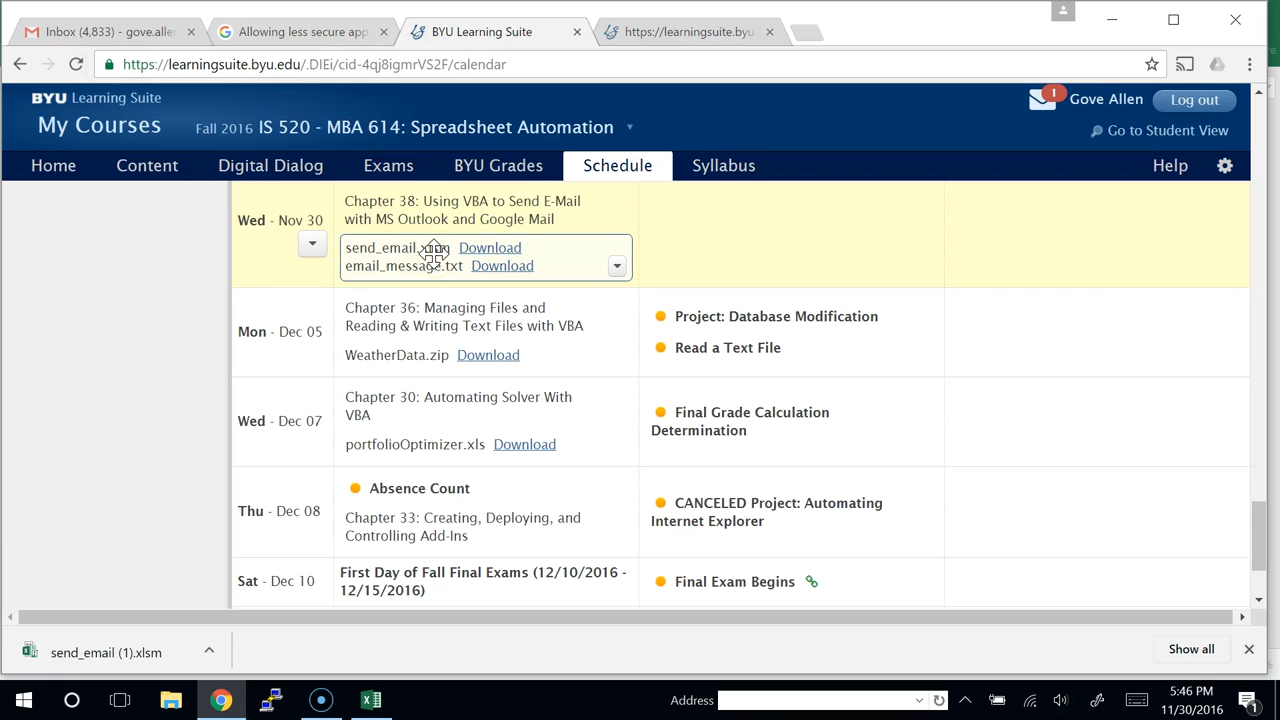 Inbox (4,833) - gove.aller
Allowing less secure app
BYU Learning Suite
https://learningsuite.byu.
https://learningsuite.byu.edu/.DIEi/cid-4qj8igmrVS2F/calendar
BYU Learning Suite
1
Gove Allen
Log out
My Courses
Fall 2016 IS 520 - MBA 614: Spreadsheet Automation
Go to Student View
Home
Content
Digital Dialog
Exams
BYU Grades
Schedule
Syllabus
Help
Wed - Nov 30
Chapter 38: Using VBA to Send E-Mail
with MS Outlook and Google Mail
send_email.xlsm Download
email_message.txt Download
Mon - Dec 05
Chapter 36: Managing Files and
Reading & Writing Text Files with VBA
WeatherData.zip Download
Project: Database Modification
Read a Text File
Wed - Dec 07
Chapter 30: Automating Solver With
VBA
portfolioOptimizer.xls Download
Final Grade Calculation
Determination
Thu - Dec 08
Absence Count
Chapter 33: Creating, Deploying, and
Controlling Add-Ins
CANCELED Project: Automating
Internet Explorer
Sat - Dec 10
First Day of Fall Final Exams (12/10/2016 -
12/15/2016)
Final Exam Begins
send_email (1).xlsm
Show all
Address
5:46 PM
11/30/2016
1